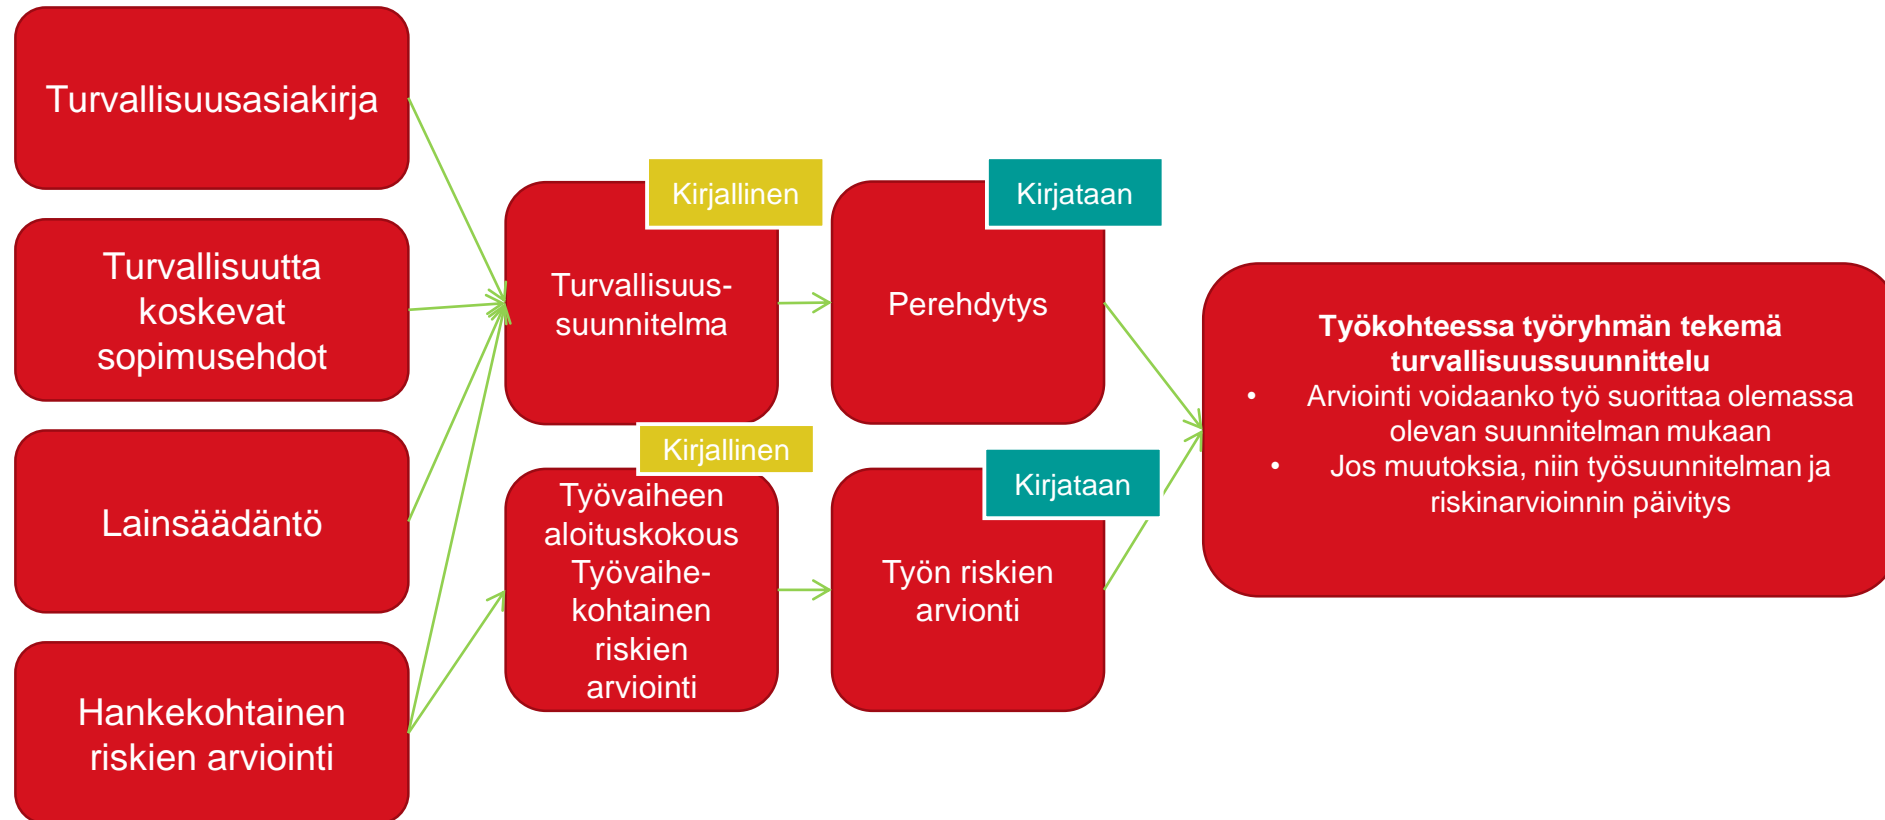 Turvallisuusasiakirja
Turvallisuutta
koskevat
sopimusehdot
Lainsäädäntö
Hankekohtainen
riskien arviointi
Kirjallinen
Turvallisuus-
suunnitelma
Kirjallinen
Työvaiheen
aloituskokous
Työvaihe-
kohtainen
riskien
arviointi
Kirjataan
Perehdytys
Kirjataan
Työn riskien
arvionti
Työkohteessa työryhmän tekemä
turvallisuussuunnittelu
• Arviointi voidaanko työ suorittaa olemassa
olevan suunnitelman mukaan
• Jos muutoksia, niin työsuunnitelman ja
riskinarvioinnin päivitys